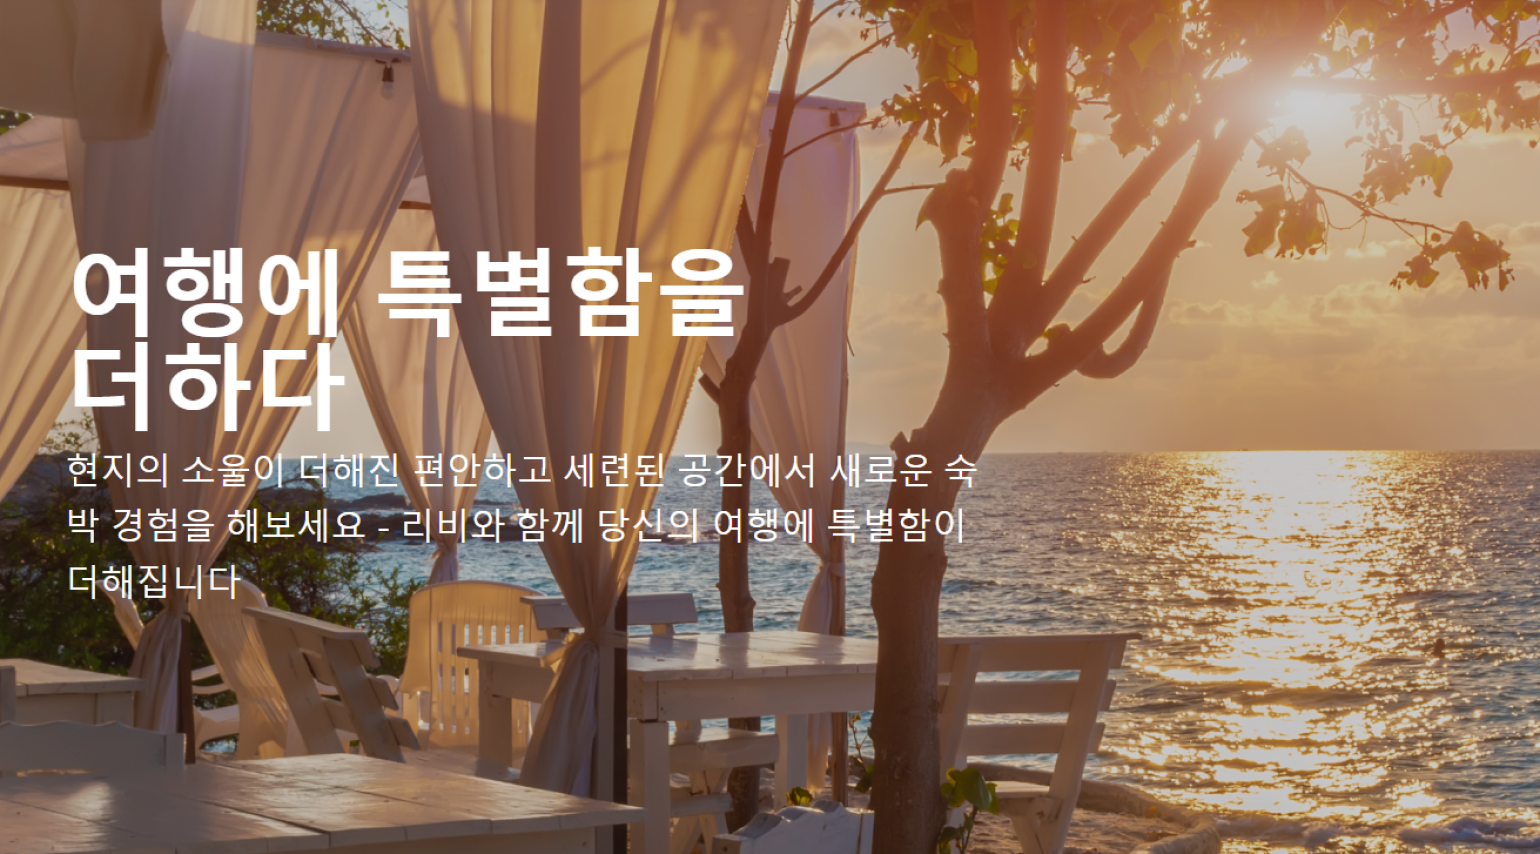 여행에 특별함을
더하다
현지의 소울이 더해진 편안하고 세련된 공간에서 새로운 숙
박 경험을 해보세요 - 리비와 함께 당신의 여행에 특별함이
더해집니다